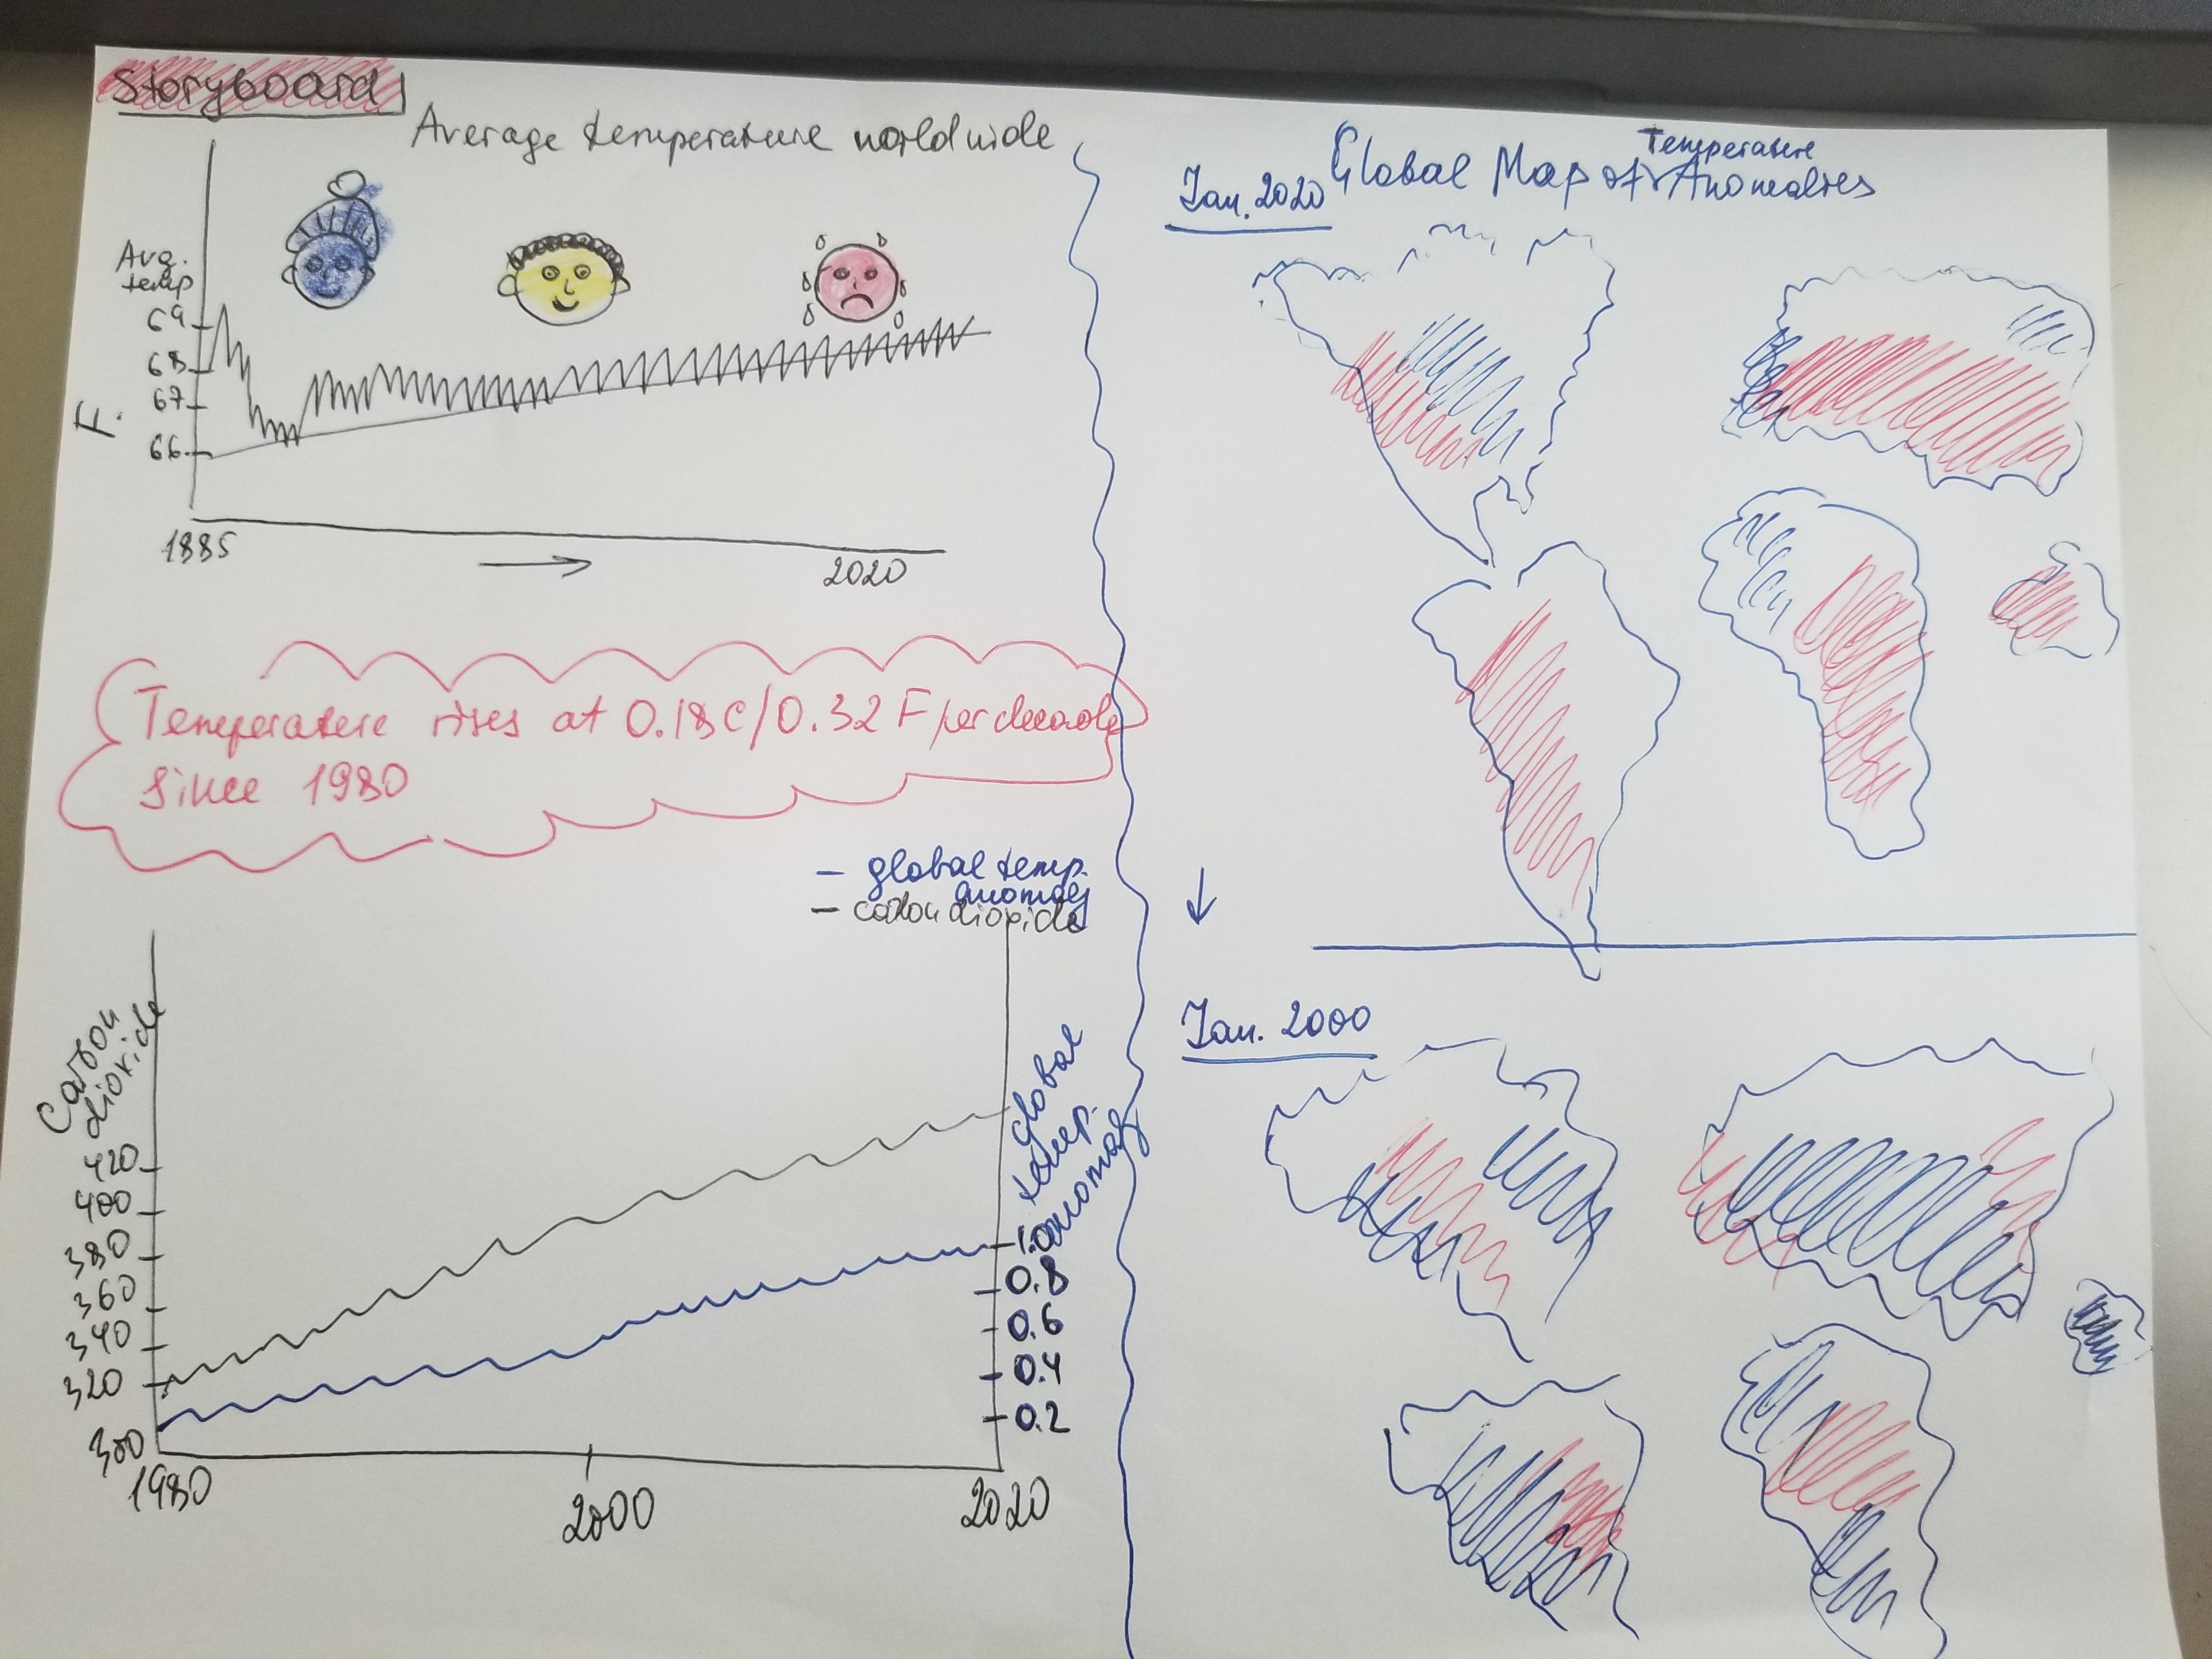 Storyboard
Average temperature worldwide
Avg.
temp
69
68
67
66
F.
1885
2020
Temperature rises at 0.18C/0.32 F per decade
since 1980
global temp.
anomaly
carbon dioxide
Carbon
dioxide
420
400
380
360
340
320
300
1980
2000
2020
global
temp.
anomaly
1.0
0.8
0.6
0.4
0.2
Jan. 2020
Global Map of Temperature Anomalies
Jan. 2000